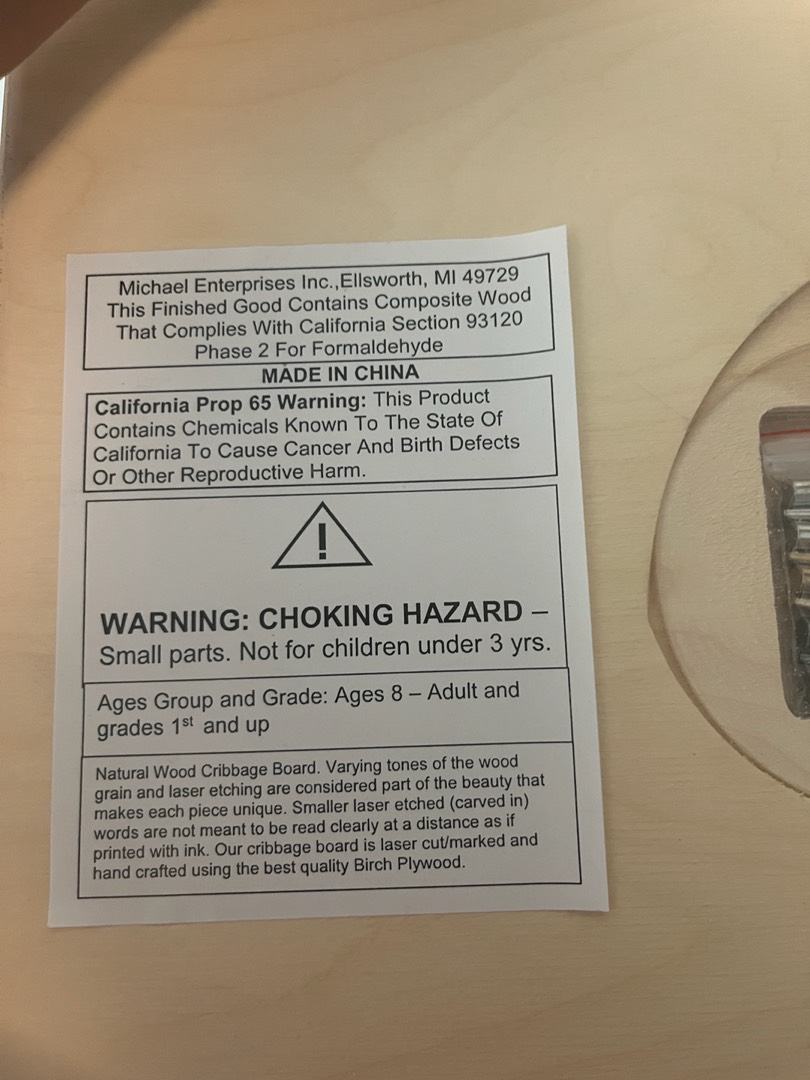 Michael Enterprises Inc.,Ellsworth, MI 49729
This Finished Good Contains Composite Wood
That Complies With California Section 93120
Phase 2 For Formaldehyde
MADE IN CHINA
California Prop 65 Warning: This Product
Contains Chemicals Known To The State Of
California To Cause Cancer And Birth Defects
Or Other Reproductive Harm.
!
WARNING: CHOKING HAZARD –
Small parts. Not for children under 3 yrs.
Ages Group and Grade: Ages 8 – Adult and
grades 1st and up
Natural Wood Cribbage Board. Varying tones of the wood
grain and laser etching are considered part of the beauty that
makes each piece unique. Smaller laser etched (carved in)
words are not meant to be read clearly at a distance as if
printed with ink. Our cribbage board is laser cut/marked and
hand crafted using the best quality Birch Plywood.